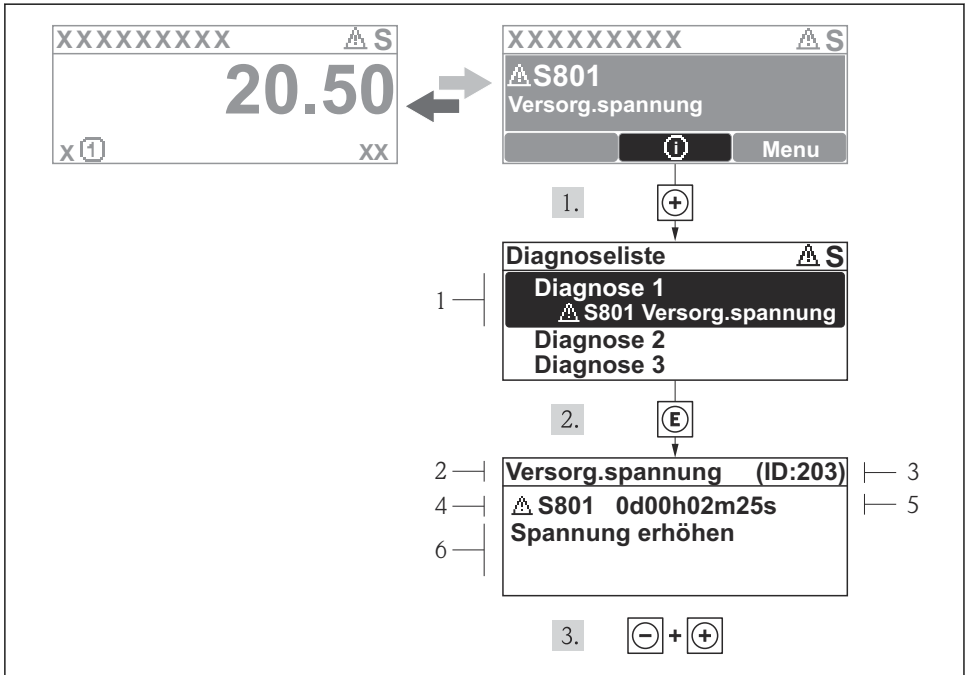 XXXXXXXXX ⚠ S
20.50
x ① XX
XXXXXXXXX ⚠ S
⚠ S801
Versorg.spannung
ⓘ Menu
1. +
Diagnoseliste ⚠ S
1
Diagnose 1
⚠ S801 Versorg.spannung
Diagnose 2
Diagnose 3
2. E
2 Versorg.spannung (ID:203) 3
4 ⚠ S801 0d00h02m25s 5
6 Spannung erhöhen
3. - + +